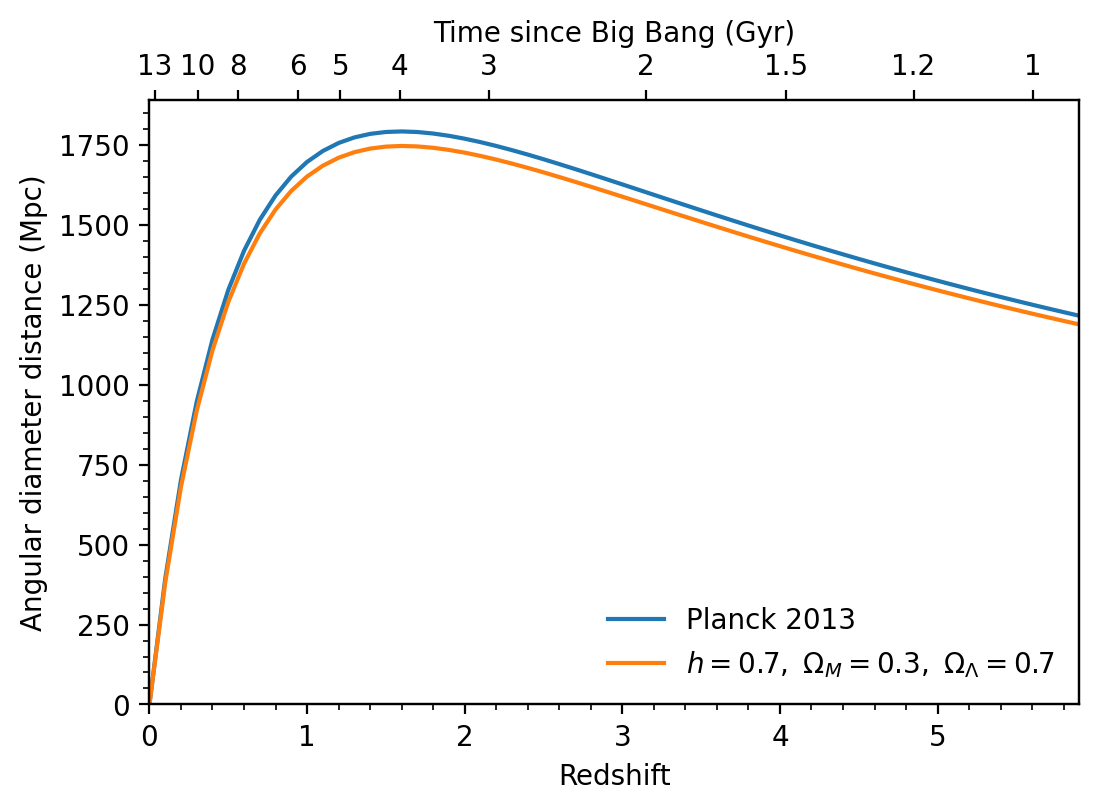 Time since Big Bang (Gyr)
13 10 8 6 5 4 3 2 1.5 1.2 1
Angular diameter distance (Mpc)
1750
1500
1250
1000
750
500
250
0
Planck 2013
h = 0.7, Ω_M = 0.3, Ω_Λ = 0.7
0 1 2 3 4 5
Redshift